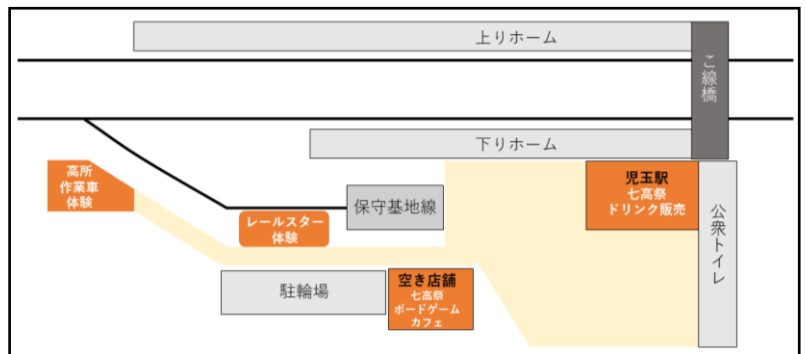 上りホーム
こ線橋
下りホーム
高所
作業車
体験
レールスター
体験
保守基地線
児玉駅
七高祭
ドリンク販売
公衆トイレ
駐輪場
空き店舗
七高祭
ボードゲーム
カフェ